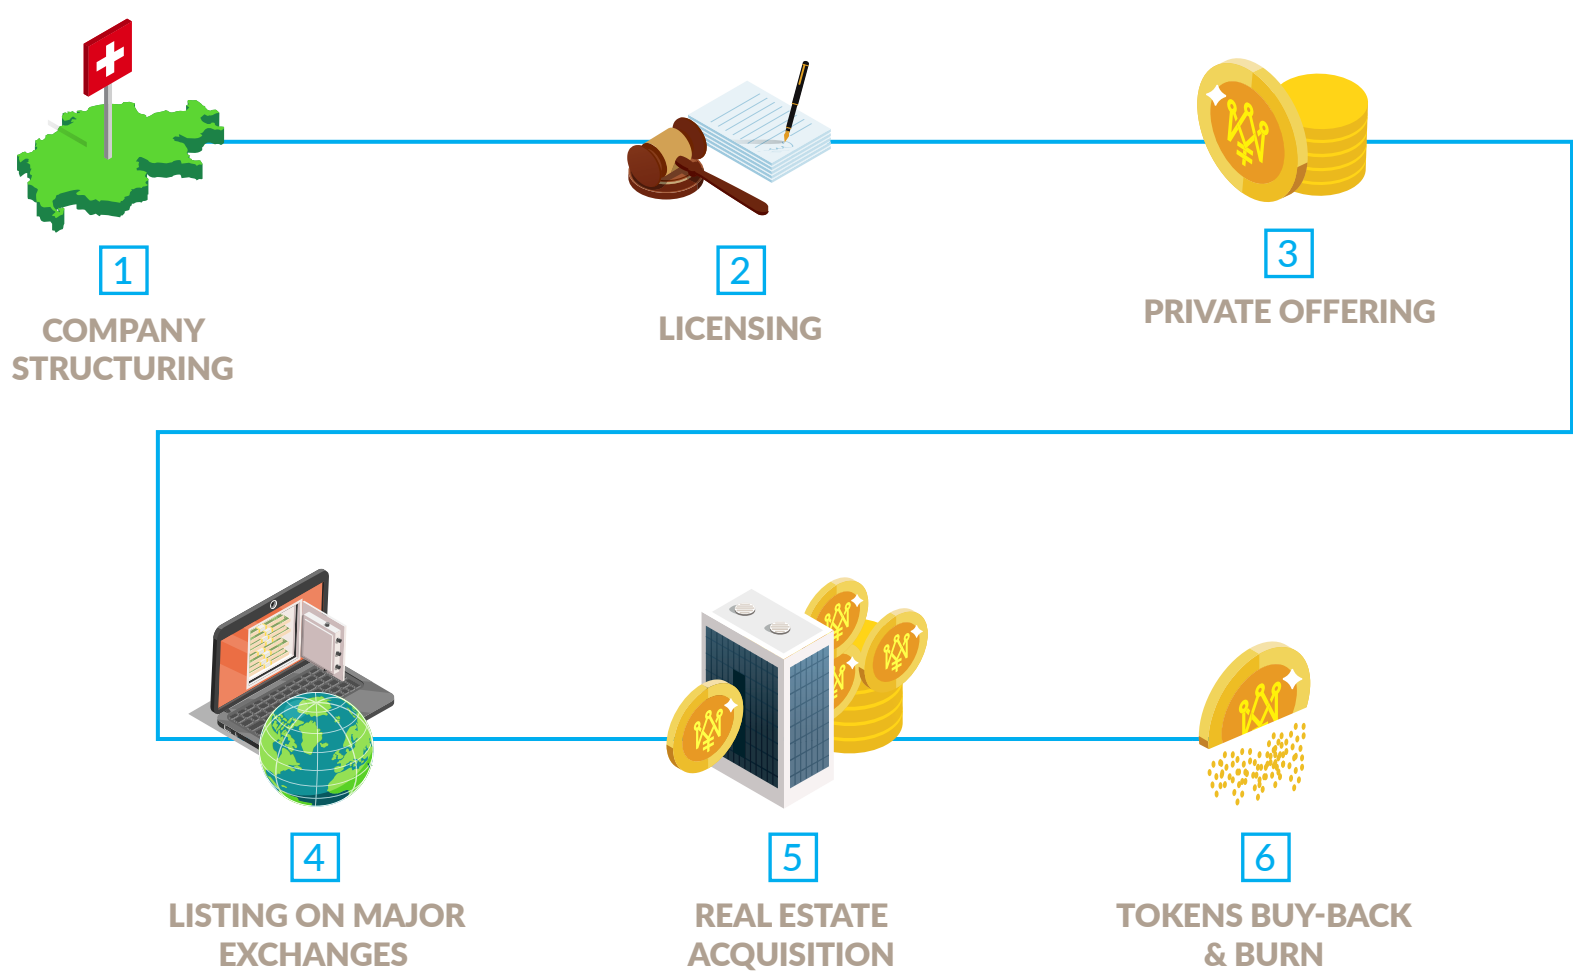 1
COMPANY
STRUCTURING
2
LICENSING
3
PRIVATE OFFERING
4
LISTING ON MAJOR
EXCHANGES
5
REAL ESTATE
ACQUISITION
6
TOKENS BUY-BACK
& BURN